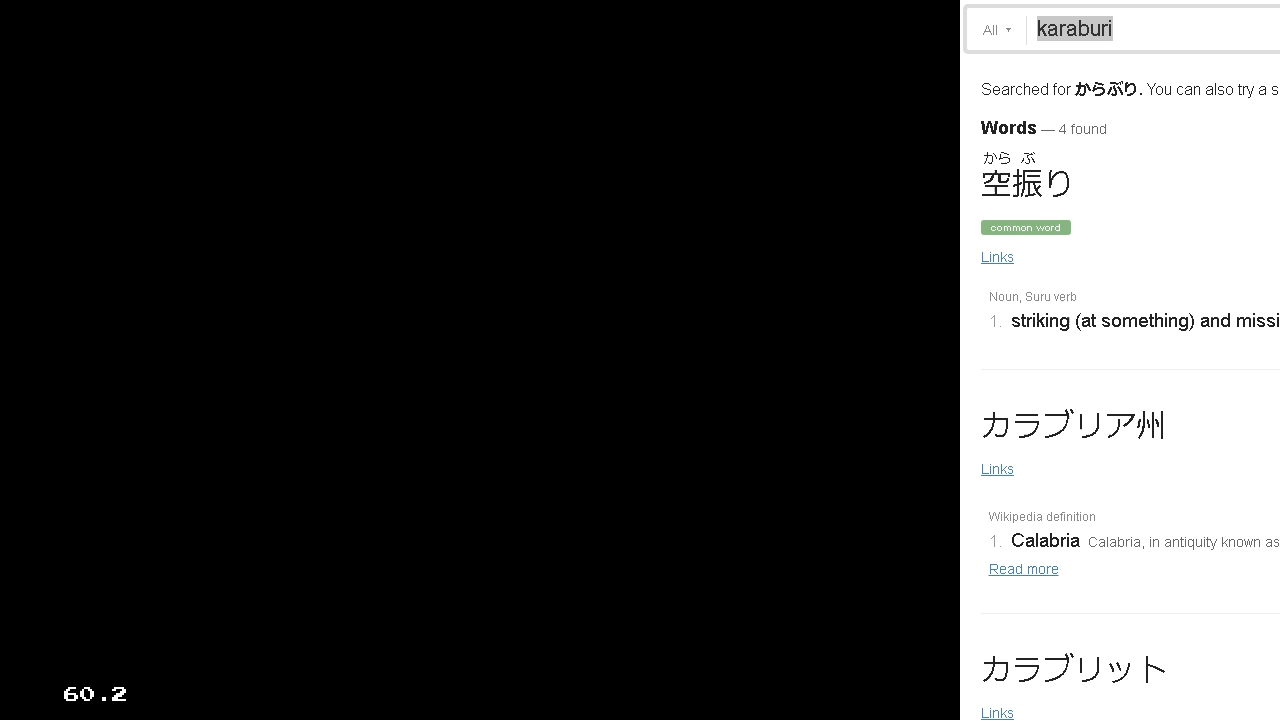 All ▾ karaburi
Searched for からぶり. You can also try a s
Words — 4 found
から ぶ
空振り
common word
Links
Noun, Suru verb
1. striking (at something) and missi
カラブリア州
Links
Wikipedia definition
1. Calabria Calabria, in antiquity known as
Read more
カラブリット
Links
60.2